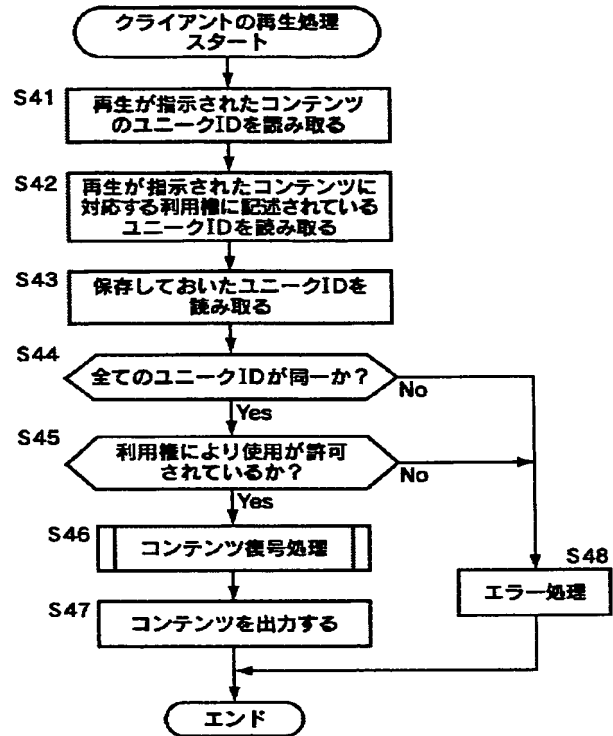 クライアントの再生処理
スタート
S41
再生が指示されたコンテンツ
のユニークIDを読み取る
S42
再生が指示されたコンテンツに
対応する利用権に記述されている
ユニークIDを読み取る
S43
保存しておいたユニークIDを
読み取る
S44
全てのユニークIDが同一か?
No
Yes
S45
利用権により使用が許可
されているか?
No
Yes
S46
コンテンツ復号処理
S48
エラー処理
S47
コンテンツを出力する
エンド